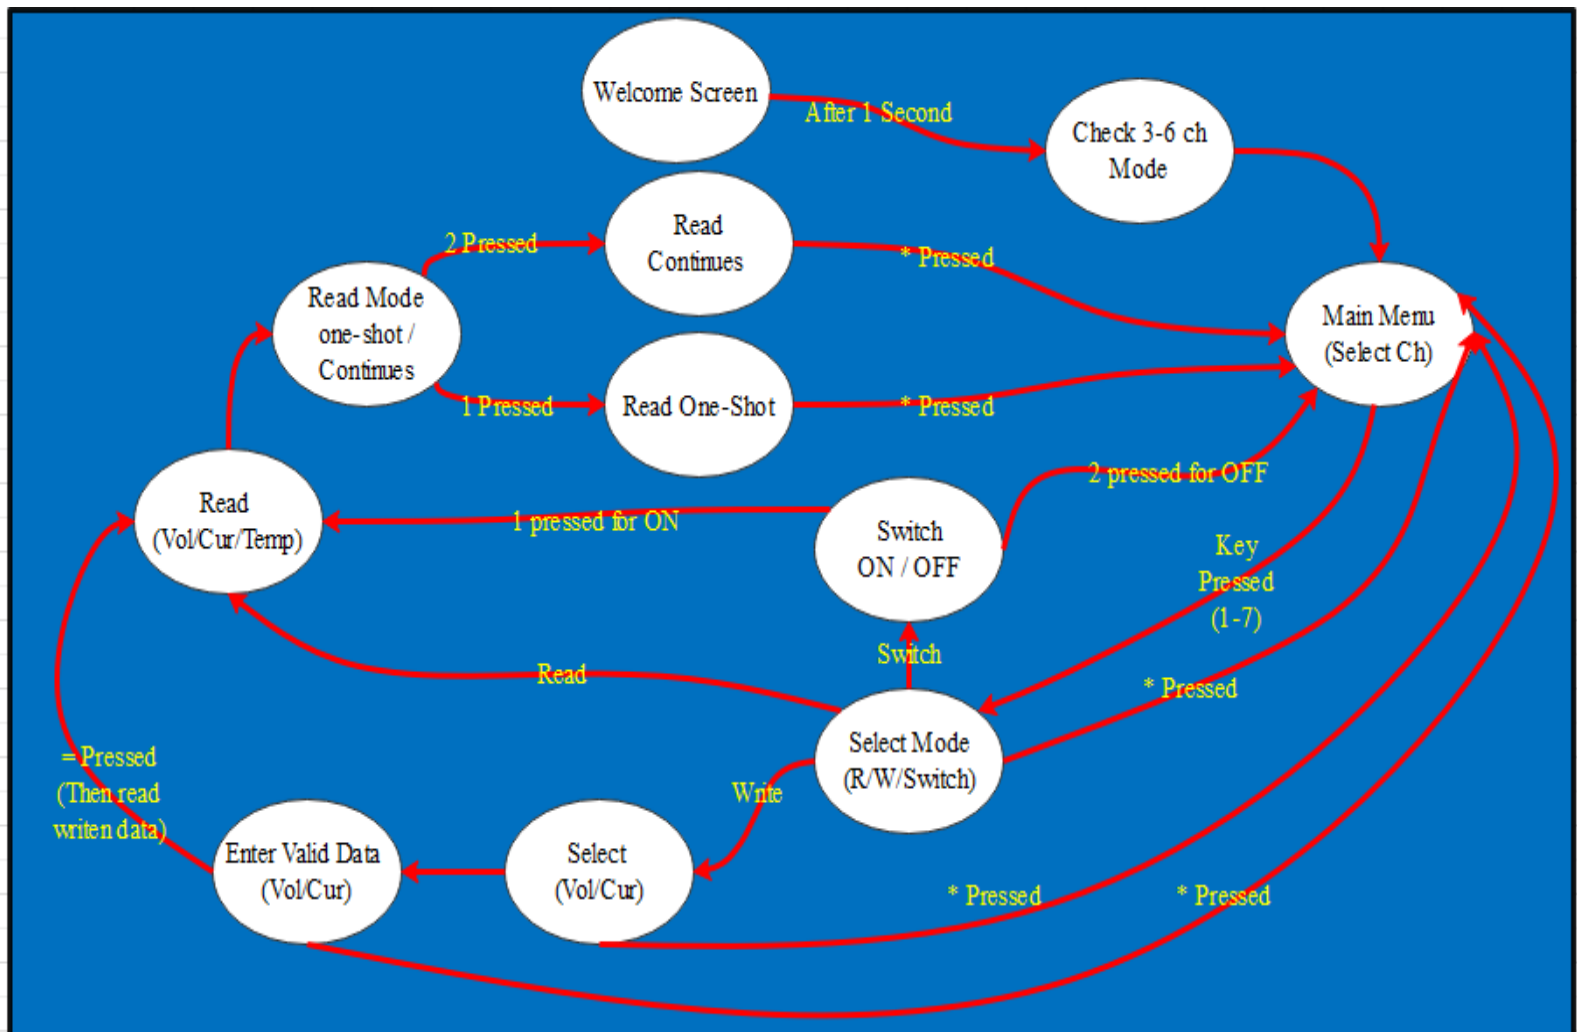 Welcome Screen
After 1 Second
Check 3-6 ch
Mode
Read
Continues
2 Pressed
* Pressed
Read Mode
one-shot /
Continues
Main Menu
(Select Ch)
1 Pressed
Read One-Shot
* Pressed
Read
(Vol/Cur/Temp)
1 pressed for ON
Switch
ON / OFF
2 pressed for OFF
Key
Pressed
(1-7)
Switch
Read
* Pressed
Select Mode
(R/W/Switch)
Write
= Pressed
(Then read
writen data)
Enter Valid Data
(Vol/Cur)
Select
(Vol/Cur)
* Pressed
* Pressed